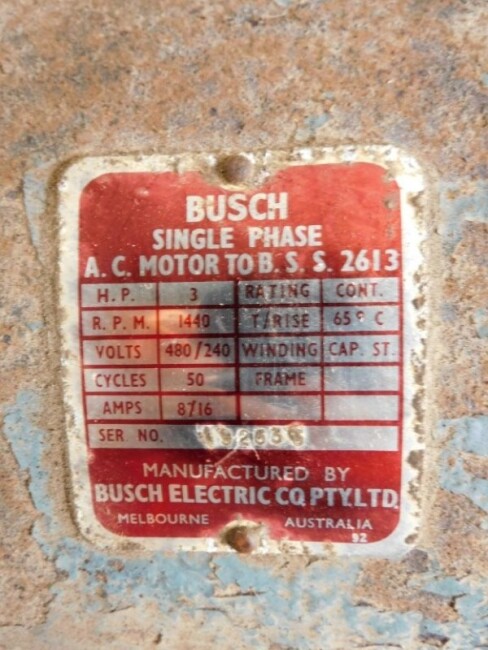 BUSCH
SINGLE PHASE
A. C. MOTOR TO B. S. S. 2613
H. P. 3 RATING CONT.
R. P. M. 1440 T/RISE 65° C
VOLTS 480/240 WINDING CAP. ST.
CYCLES 50 FRAME
AMPS 8/16
SER NO.
MANUFACTURED BY
BUSCH ELECTRIC CO. PTY. LTD.
MELBOURNE AUSTRALIA
92